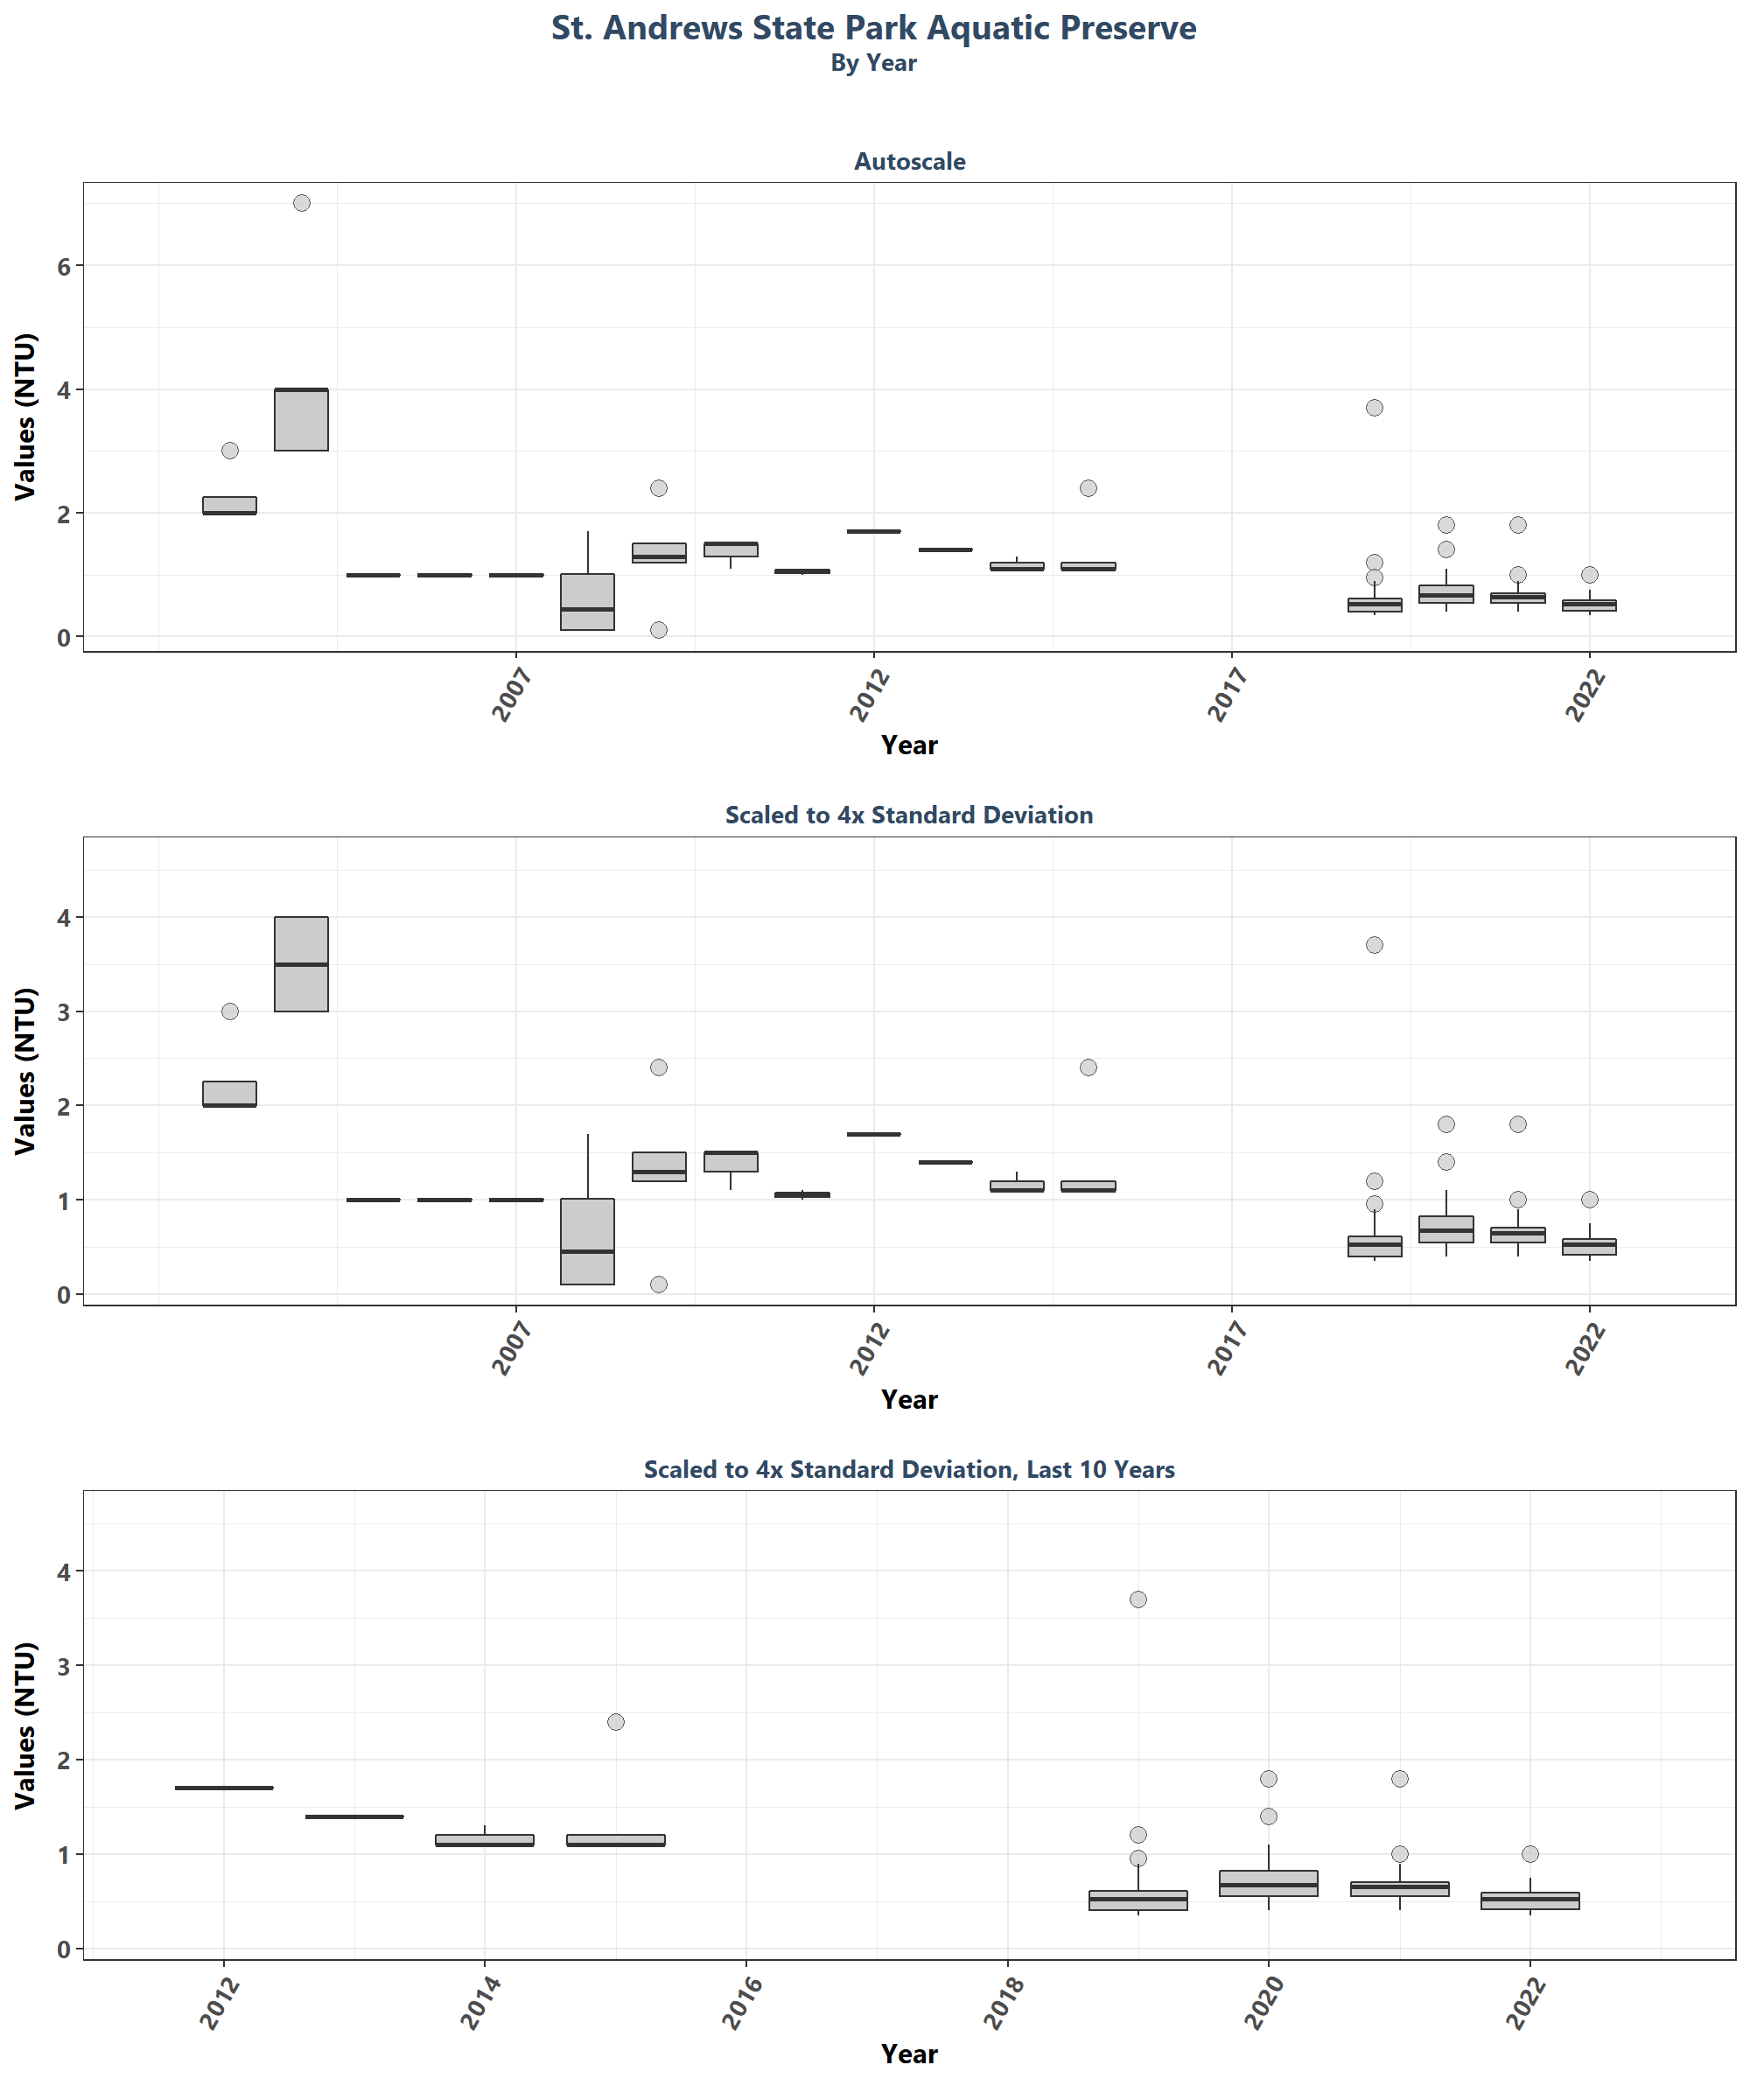 St. Andrews State Park Aquatic Preserve
By Year
Autoscale
Values (NTU)
6
4
2
0
2007
2012
2017
2022
Year
Scaled to 4x Standard Deviation
Values (NTU)
4
3
2
1
0
2007
2012
2017
2022
Year
Scaled to 4x Standard Deviation, Last 10 Years
Values (NTU)
4
3
2
1
0
2012
2014
2016
2018
2020
2022
Year